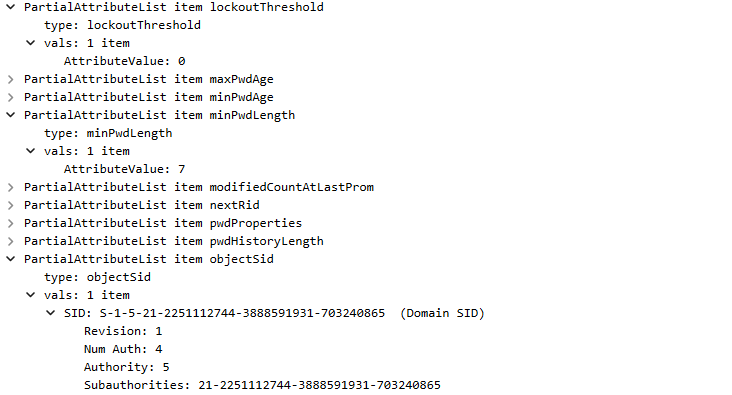 PartialAttributeList item lockoutThreshold
type: lockoutThreshold
vals: 1 item
AttributeValue: 0
PartialAttributeList item maxPwdAge
PartialAttributeList item minPwdAge
PartialAttributeList item minPwdLength
type: minPwdLength
vals: 1 item
AttributeValue: 7
PartialAttributeList item modifiedCountAtLastProm
PartialAttributeList item nextRid
PartialAttributeList item pwdProperties
PartialAttributeList item pwdHistoryLength
PartialAttributeList item objectSid
type: objectSid
vals: 1 item
SID: S-1-5-21-2251112744-3888591931-703240865  (Domain SID)
Revision: 1
Num Auth: 4
Authority: 5
Subauthorities: 21-2251112744-3888591931-703240865